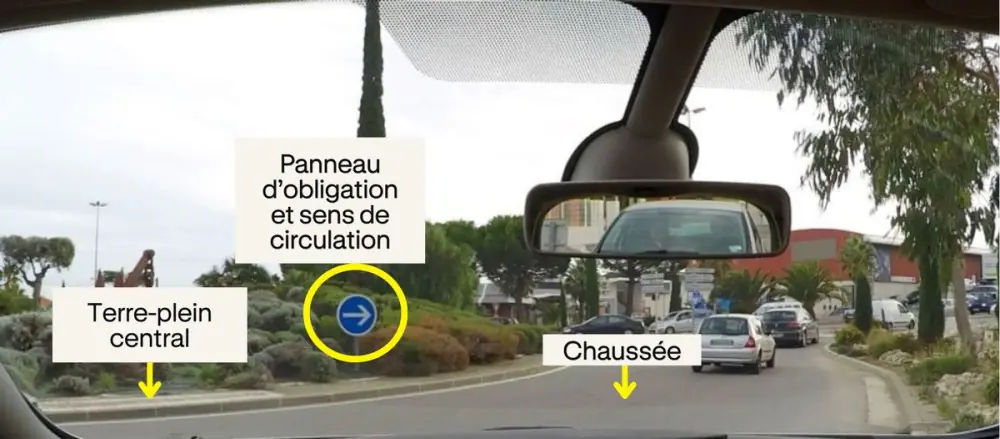 Panneau
d'obligation
et sens de
circulation
Terre-plein
central
Chaussée